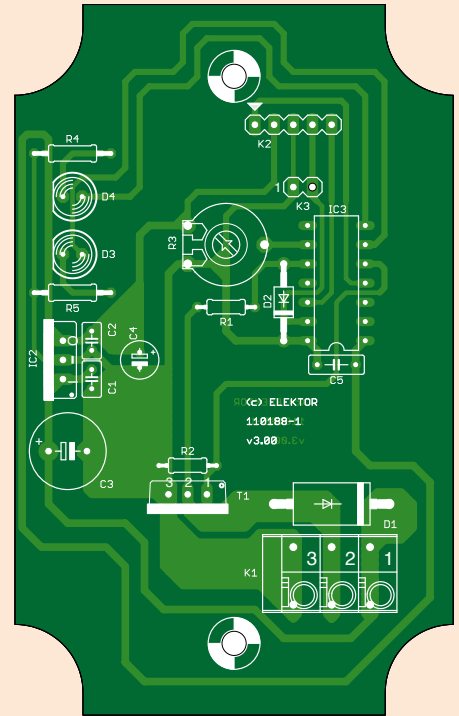 K2
R4
1
K3
D4
IC3
R3
D3
D2
R5
R1
IC2
C2
C4
+
C1
C5
(c) ELEKTOR
110188-1
v3.00
+
R2
C3
3 2 1
T1
D1
K1
3 2 1